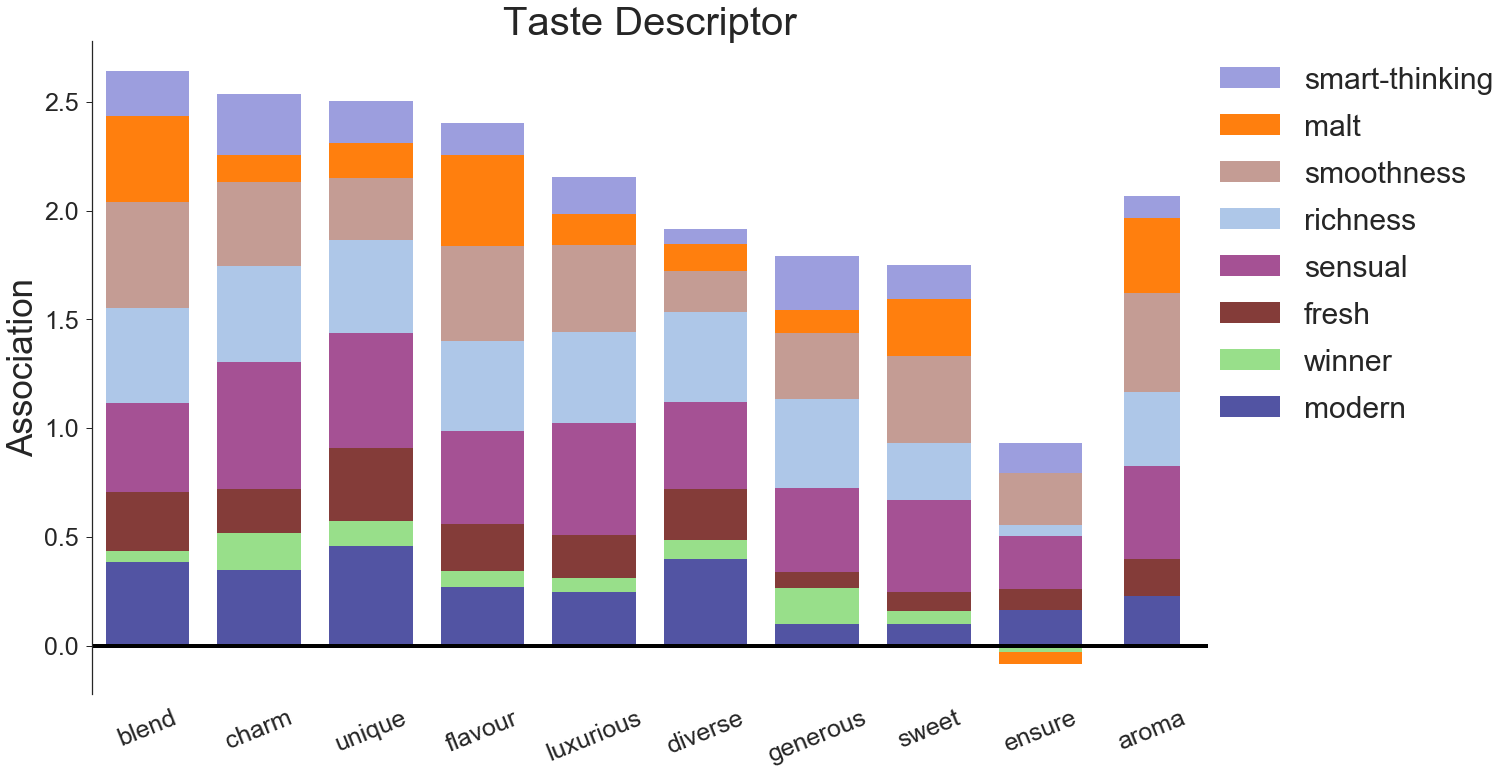 Taste Descriptor
Association
2.5
2.0
1.5
1.0
0.5
0.0
blend
charm
unique
flavour
luxurious
diverse
generous
sweet
ensure
aroma
smart-thinking
malt
smoothness
richness
sensual
fresh
winner
modern